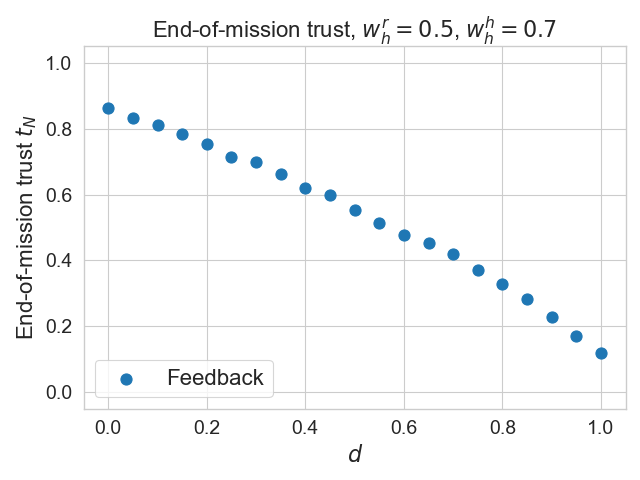 End-of-mission trust, $w_h^r = 0.5$, $w_h^h = 0.7$
End-of-mission trust $t_N$
1.0
0.8
0.6
0.4
0.2
0.0
Feedback
0.0 0.2 0.4 0.6 0.8 1.0
$d$